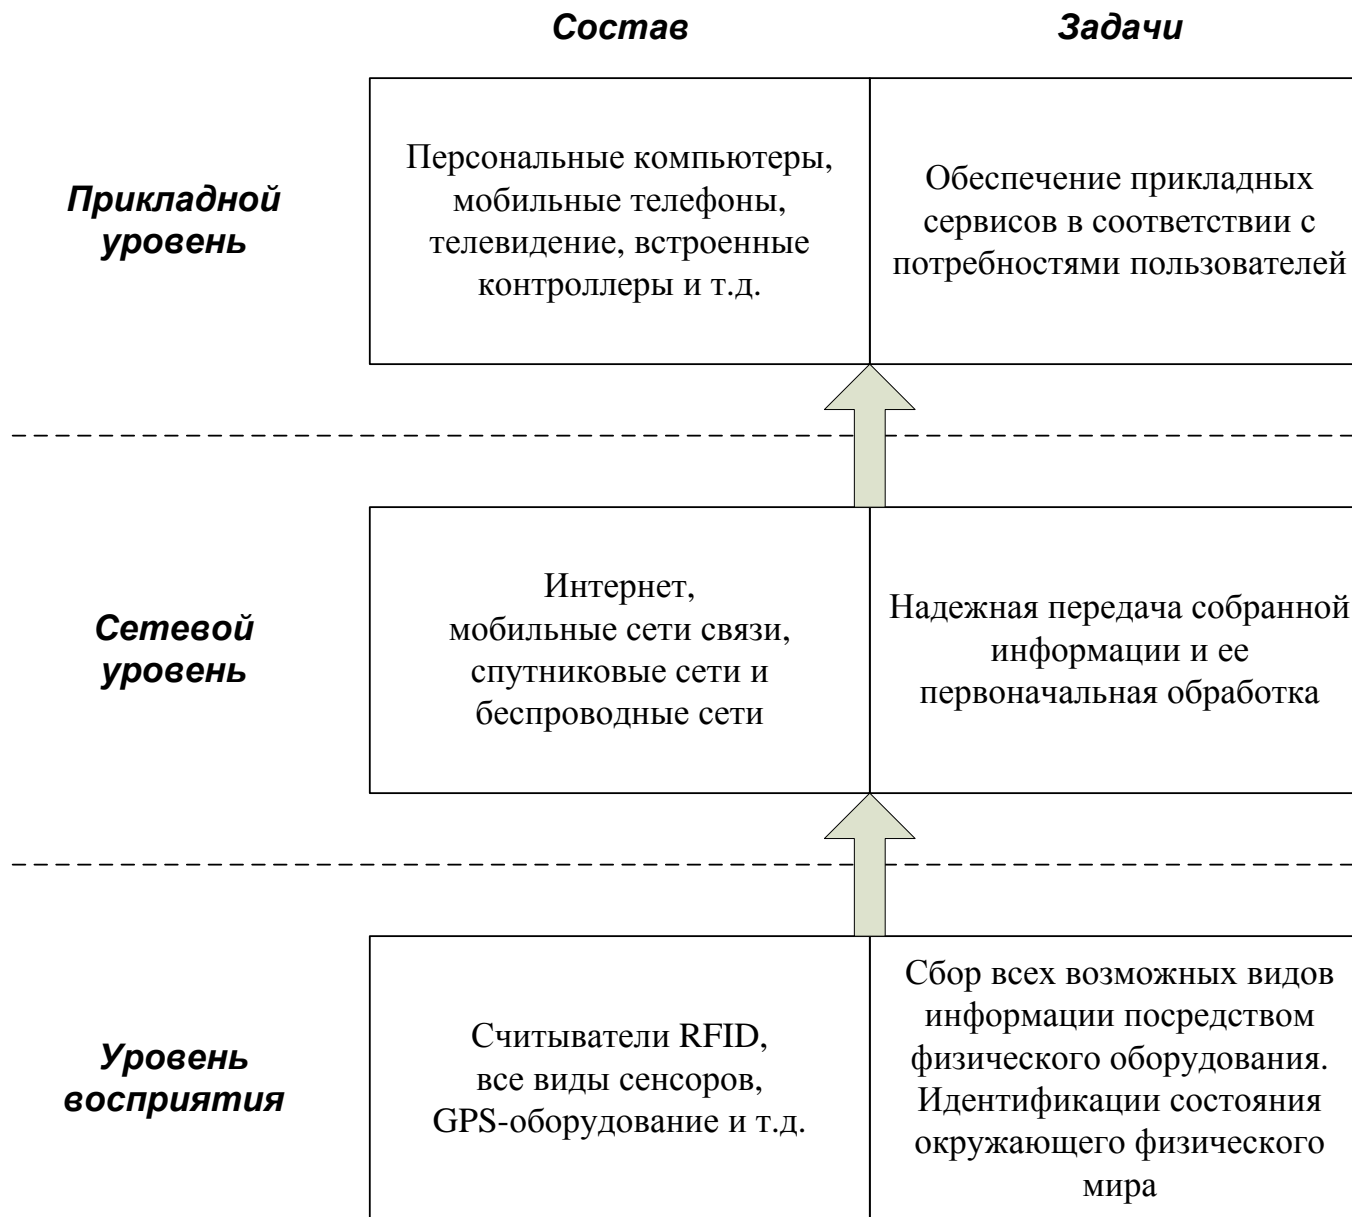 Состав
Задачи
Прикладной
уровень
Персональные компьютеры,
мобильные телефоны,
телевидение, встроенные
контроллеры и т.д.
Обеспечение прикладных
сервисов в соответствии с
потребностями пользователей
Сетевой
уровень
Интернет,
мобильные сети связи,
спутниковые сети и
беспроводные сети
Надежная передача собранной
информации и ее
первоначальная обработка
Уровень
восприятия
Считыватели RFID,
все виды сенсоров,
GPS-оборудование и т.д.
Сбор всех возможных видов
информации посредством
физического оборудования.
Идентификации состояния
окружающего физического
мира